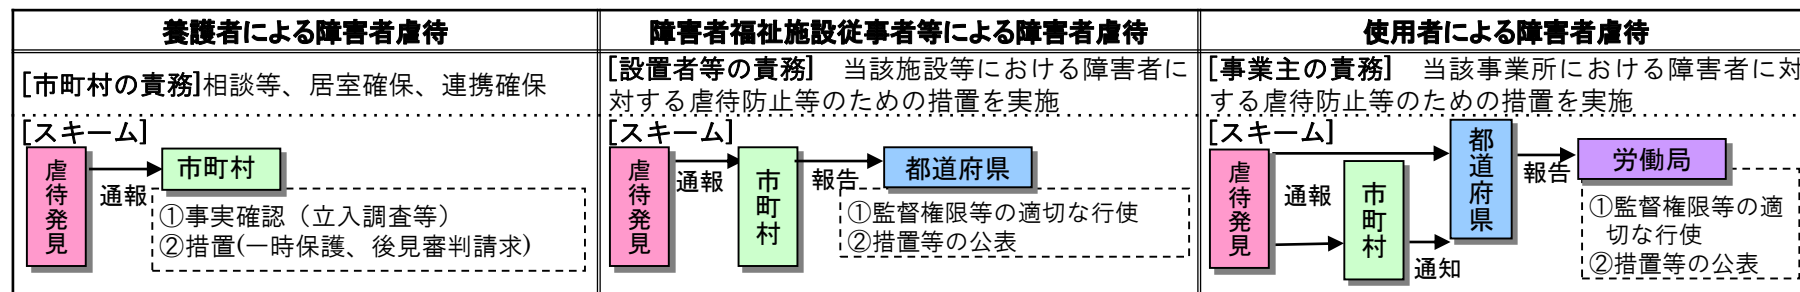 養護者による障害者虐待
[市町村の責務]相談等、居室確保、連携確保
[スキーム]
虐待発見
通報
市町村
①事実確認（立入調査等）
②措置(一時保護、後見審判請求)
障害者福祉施設従事者等による障害者虐待
[設置者等の責務]　当該施設等における障害者に
対する虐待防止等のための措置を実施
[スキーム]
虐待発見
通報
市町村
報告
都道府県
①監督権限等の適切な行使
②措置等の公表
使用者による障害者虐待
[事業主の責務]　当該事業所における障害者に対
する虐待防止等のための措置を実施
[スキーム]
虐待発見
通報
市町村
通知
都道府県
報告
労働局
①監督権限等の適
切な行使
②措置等の公表